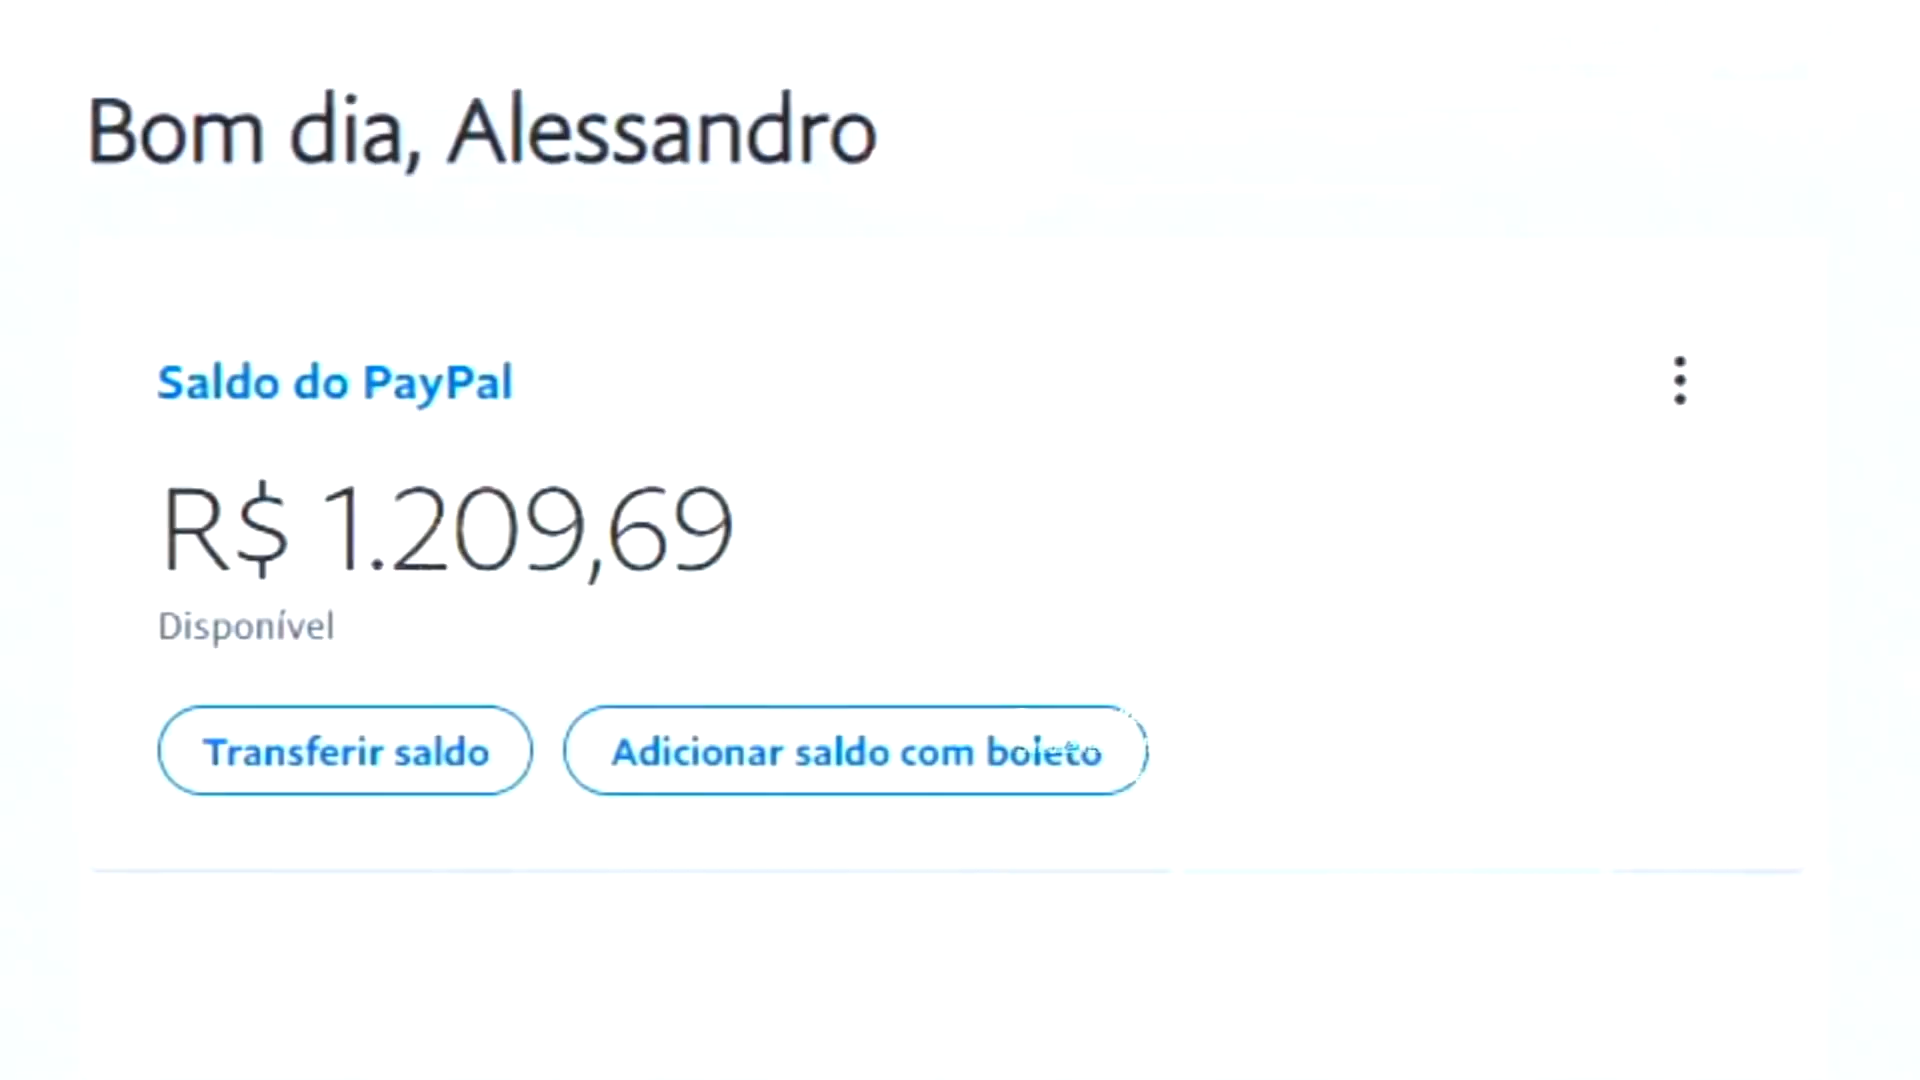 Bom dia, Alessandro
Saldo do PayPal
R$ 1.209,69
Disponível
Transferir saldo
Adicionar saldo com boleto